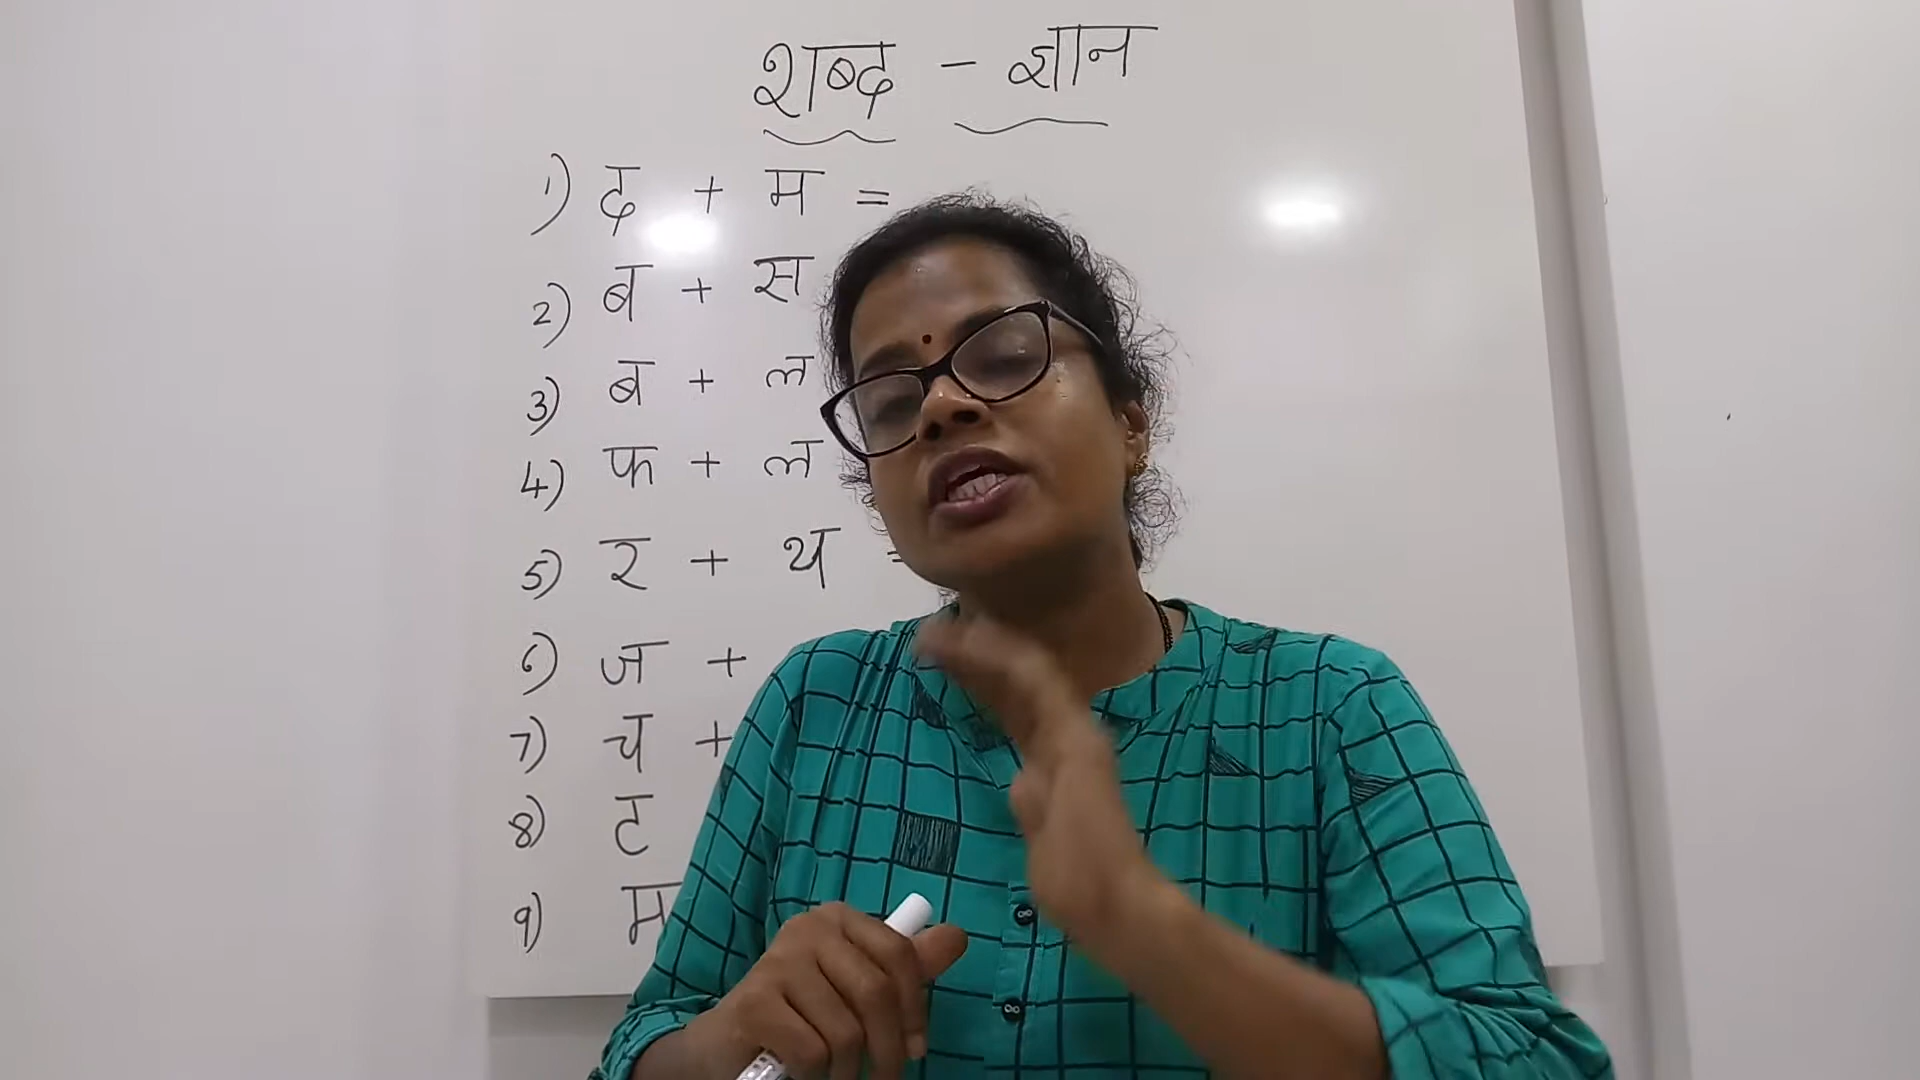 शब्द - ज्ञान
1) द + म =
2) ब + स
3) ब + ल
4) फ + ल
5) र + थ =
6) ज +
7) च +
8) ट
9) म